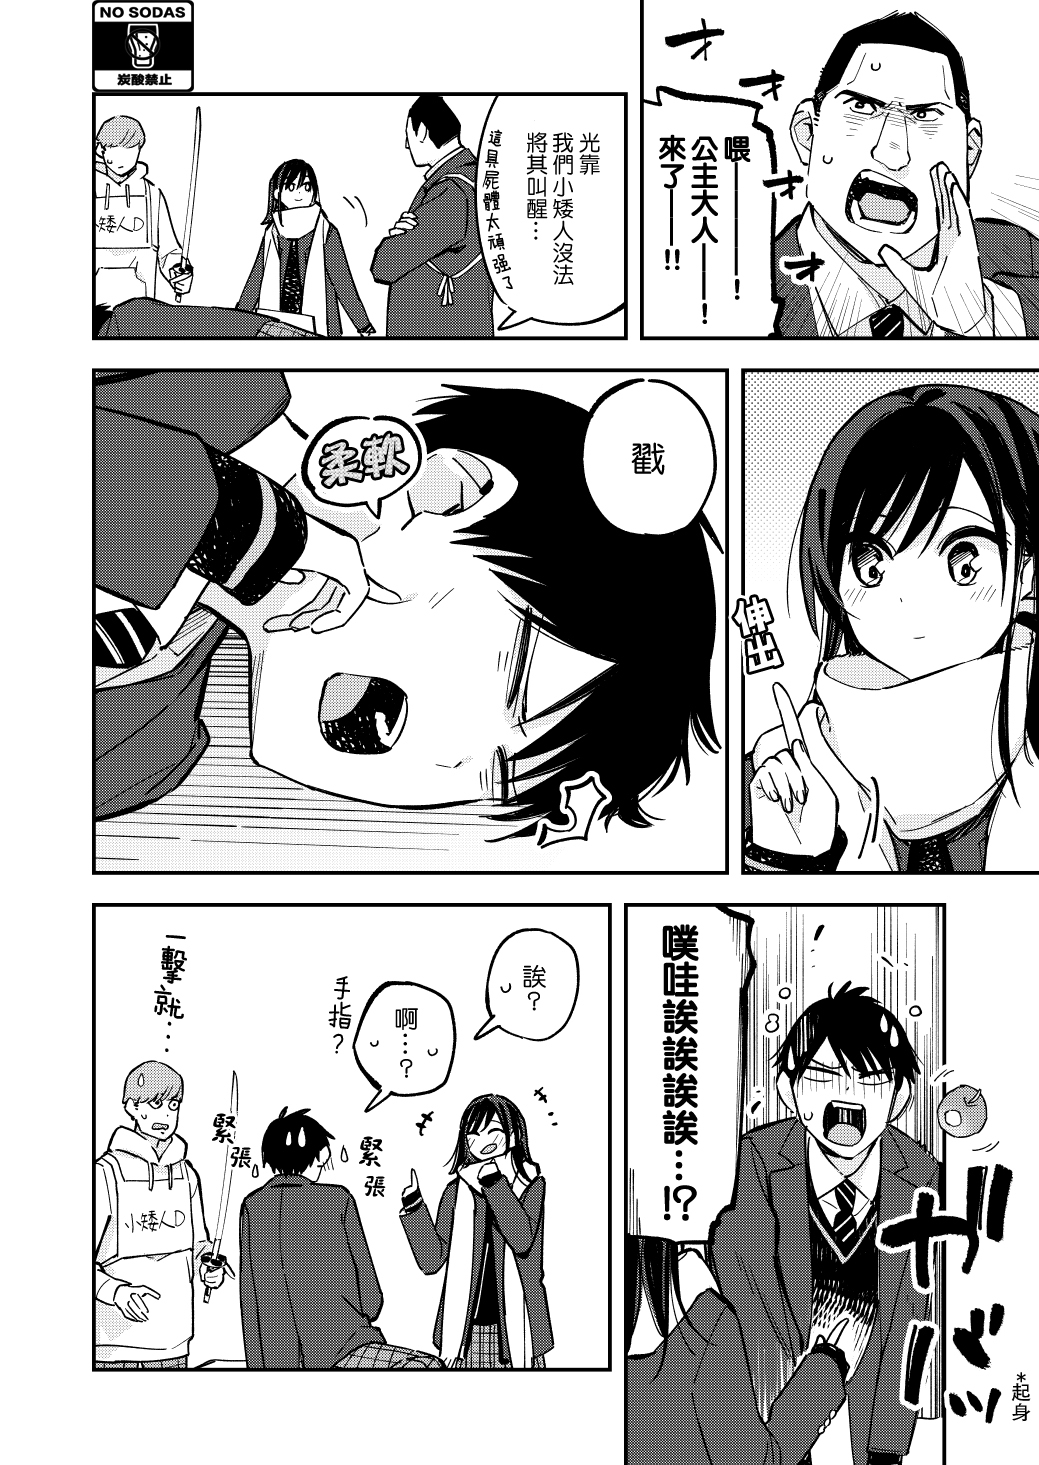 オ
オ
オ
喂———！
公主大人——！
來了——!!
光靠
我們小矮人沒法
將其叫醒…
這具屍體太頑强了
小矮人D
NO SODAS
炭酸禁止
伸出
戳
柔軟
噗哇誒誒誒誒…⁉
ガバッ
*起身
誒？
啊…？
手指？
緊張
緊張
一擊就…
小矮人D